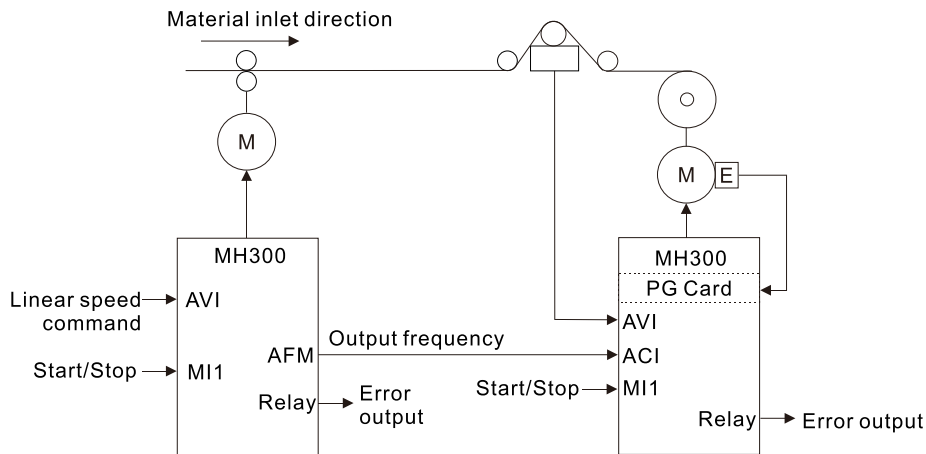 Material inlet direction
M
M
E
MH300
MH300
PG Card
Linear speed
command
AVI
AVI
Start/Stop
MI1
AFM
Output frequency
ACI
Start/Stop
MI1
Relay
Error
output
Relay
Error output